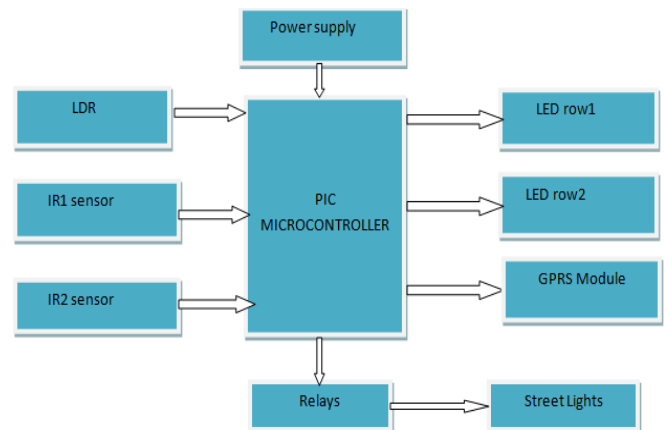 Power supply
LDR
LED row1
IR1 sensor
PIC
MICROCONTROLLER
LED row2
IR2 sensor
GPRS Module
Relays
Street Lights